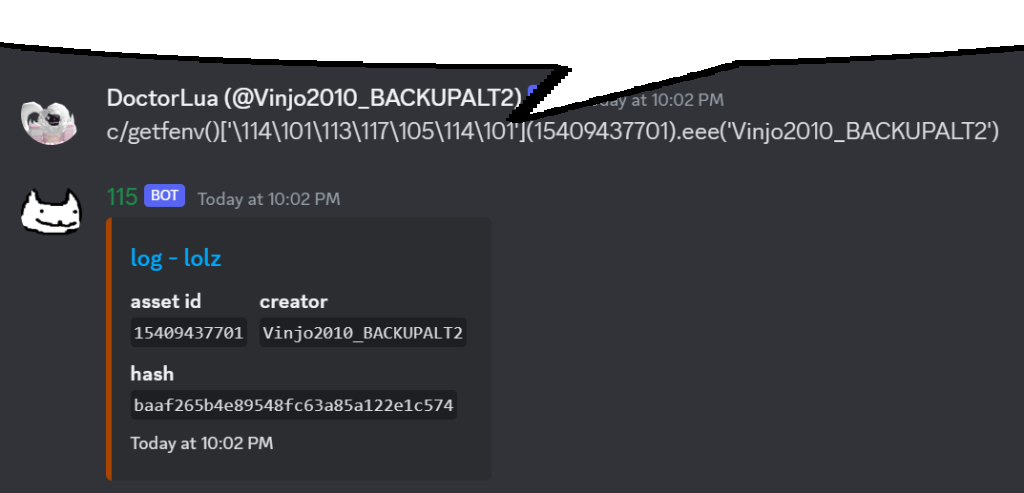 DoctorLua (@Vinjo2010_BACKUPALT2) at 10:02 PM
c/getfenv()['\114\101\113\117\105\114\101'](15409437701).eee('Vinjo2010_BACKUPALT2')
115 BOT Today at 10:02 PM
log - lolz
asset id creator
15409437701 Vinjo2010_BACKUPALT2
hash
baaf265b4e89548fc63a85a122e1c574
Today at 10:02 PM